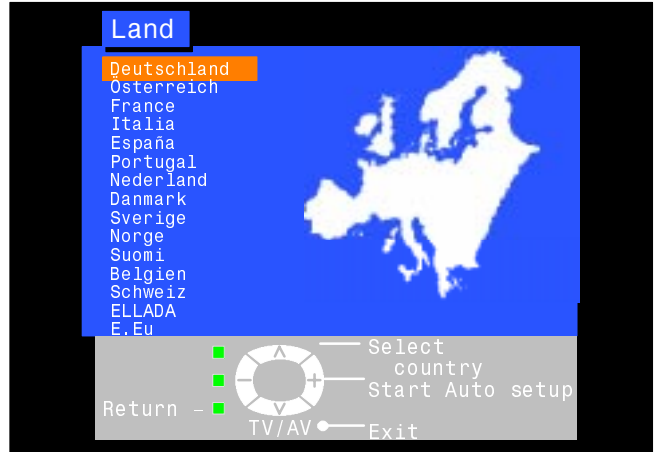 Land
Deutschland
Österreich
France
Italia
España
Portugal
Nederland
Danmark
Sverige
Norge
Suomi
Belgien
Schweiz
ELLADA
E.Eu
Select
country
Start Auto setup
Return
TV/AV
Exit